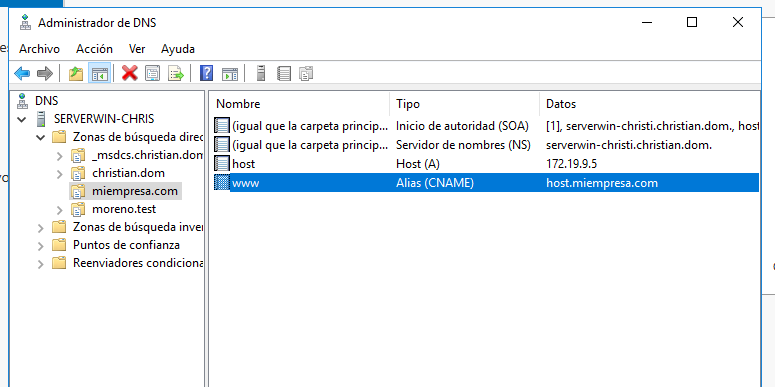 Administrador de DNS
Archivo Acción Ver Ayuda
DNS
SERVERWIN-CHRIS
Zonas de búsqueda direc
_msdcs.christian.dom
christian.dom
miempresa.com
moreno.test
Zonas de búsqueda inver
Puntos de confianza
Reenviadores condiciona
Nombre Tipo Datos
(igual que la carpeta princip... Inicio de autoridad (SOA) [1], serverwin-christi.christian.dom., host
(igual que la carpeta princip... Servidor de nombres (NS) serverwin-christi.christian.dom.
host Host (A) 172.19.9.5
www Alias (CNAME) host.miempresa.com